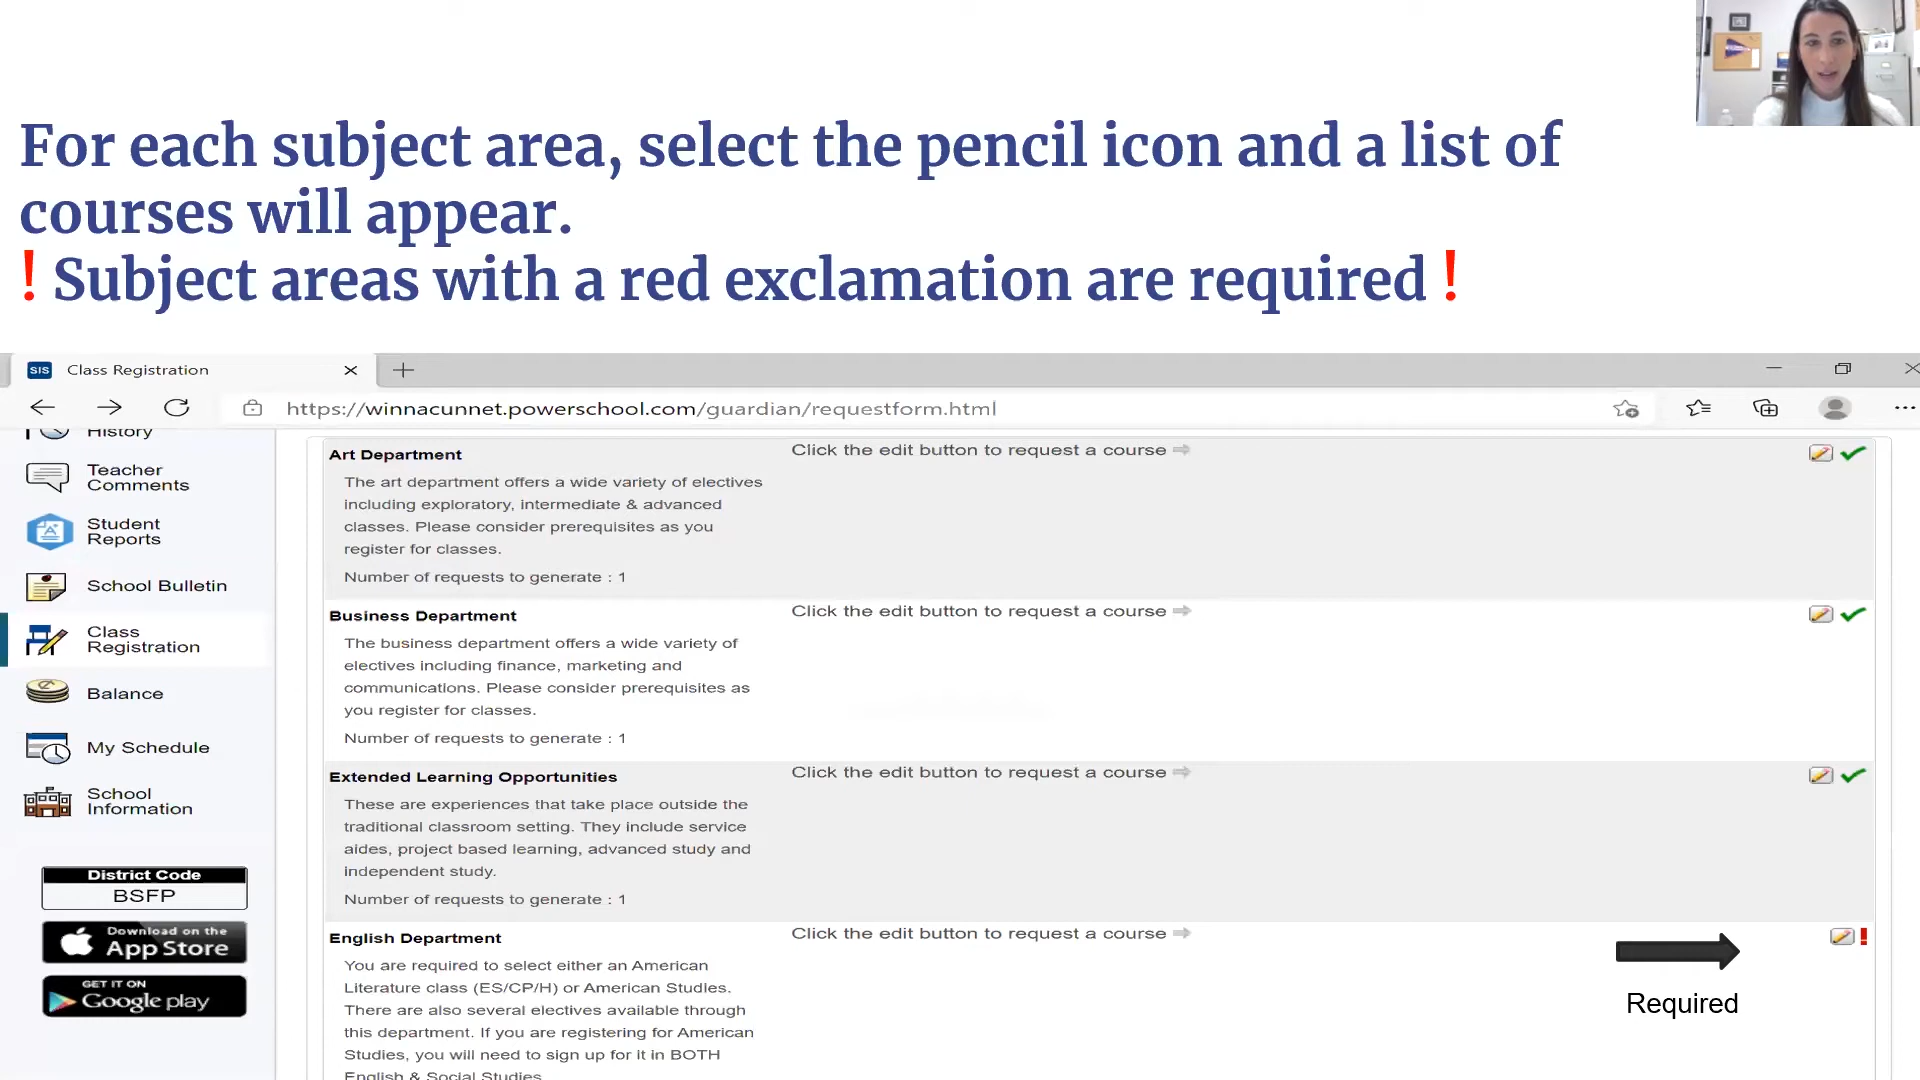 For each subject area, select the pencil icon and a list of
courses will appear.
! Subject areas with a red exclamation are required !
SIS Class Registration
https://winnacunnet.powerschool.com/guardian/requestform.html
History
Teacher
Comments
Student
Reports
School Bulletin
Class
Registration
Balance
My Schedule
School
Information
District Code
BSFP
Download on the
App Store
GET IT ON
Google play
Art Department
Click the edit button to request a course
The art department offers a wide variety of electives
including exploratory, intermediate & advanced
classes. Please consider prerequisites as you
register for classes.
Number of requests to generate : 1
Business Department
Click the edit button to request a course
The business department offers a wide variety of
electives including finance, marketing and
communications. Please consider prerequisites as
you register for classes.
Number of requests to generate : 1
Extended Learning Opportunities
Click the edit button to request a course
These are experiences that take place outside the
traditional classroom setting. They include service
aides, project based learning, advanced study and
independent study.
Number of requests to generate : 1
English Department
Click the edit button to request a course
!
Required
You are required to select either an American
Literature class (ES/CP/H) or American Studies.
There are also several electives available through
this department. If you are registering for American
Studies, you will need to sign up for it in BOTH
English & Social Studies